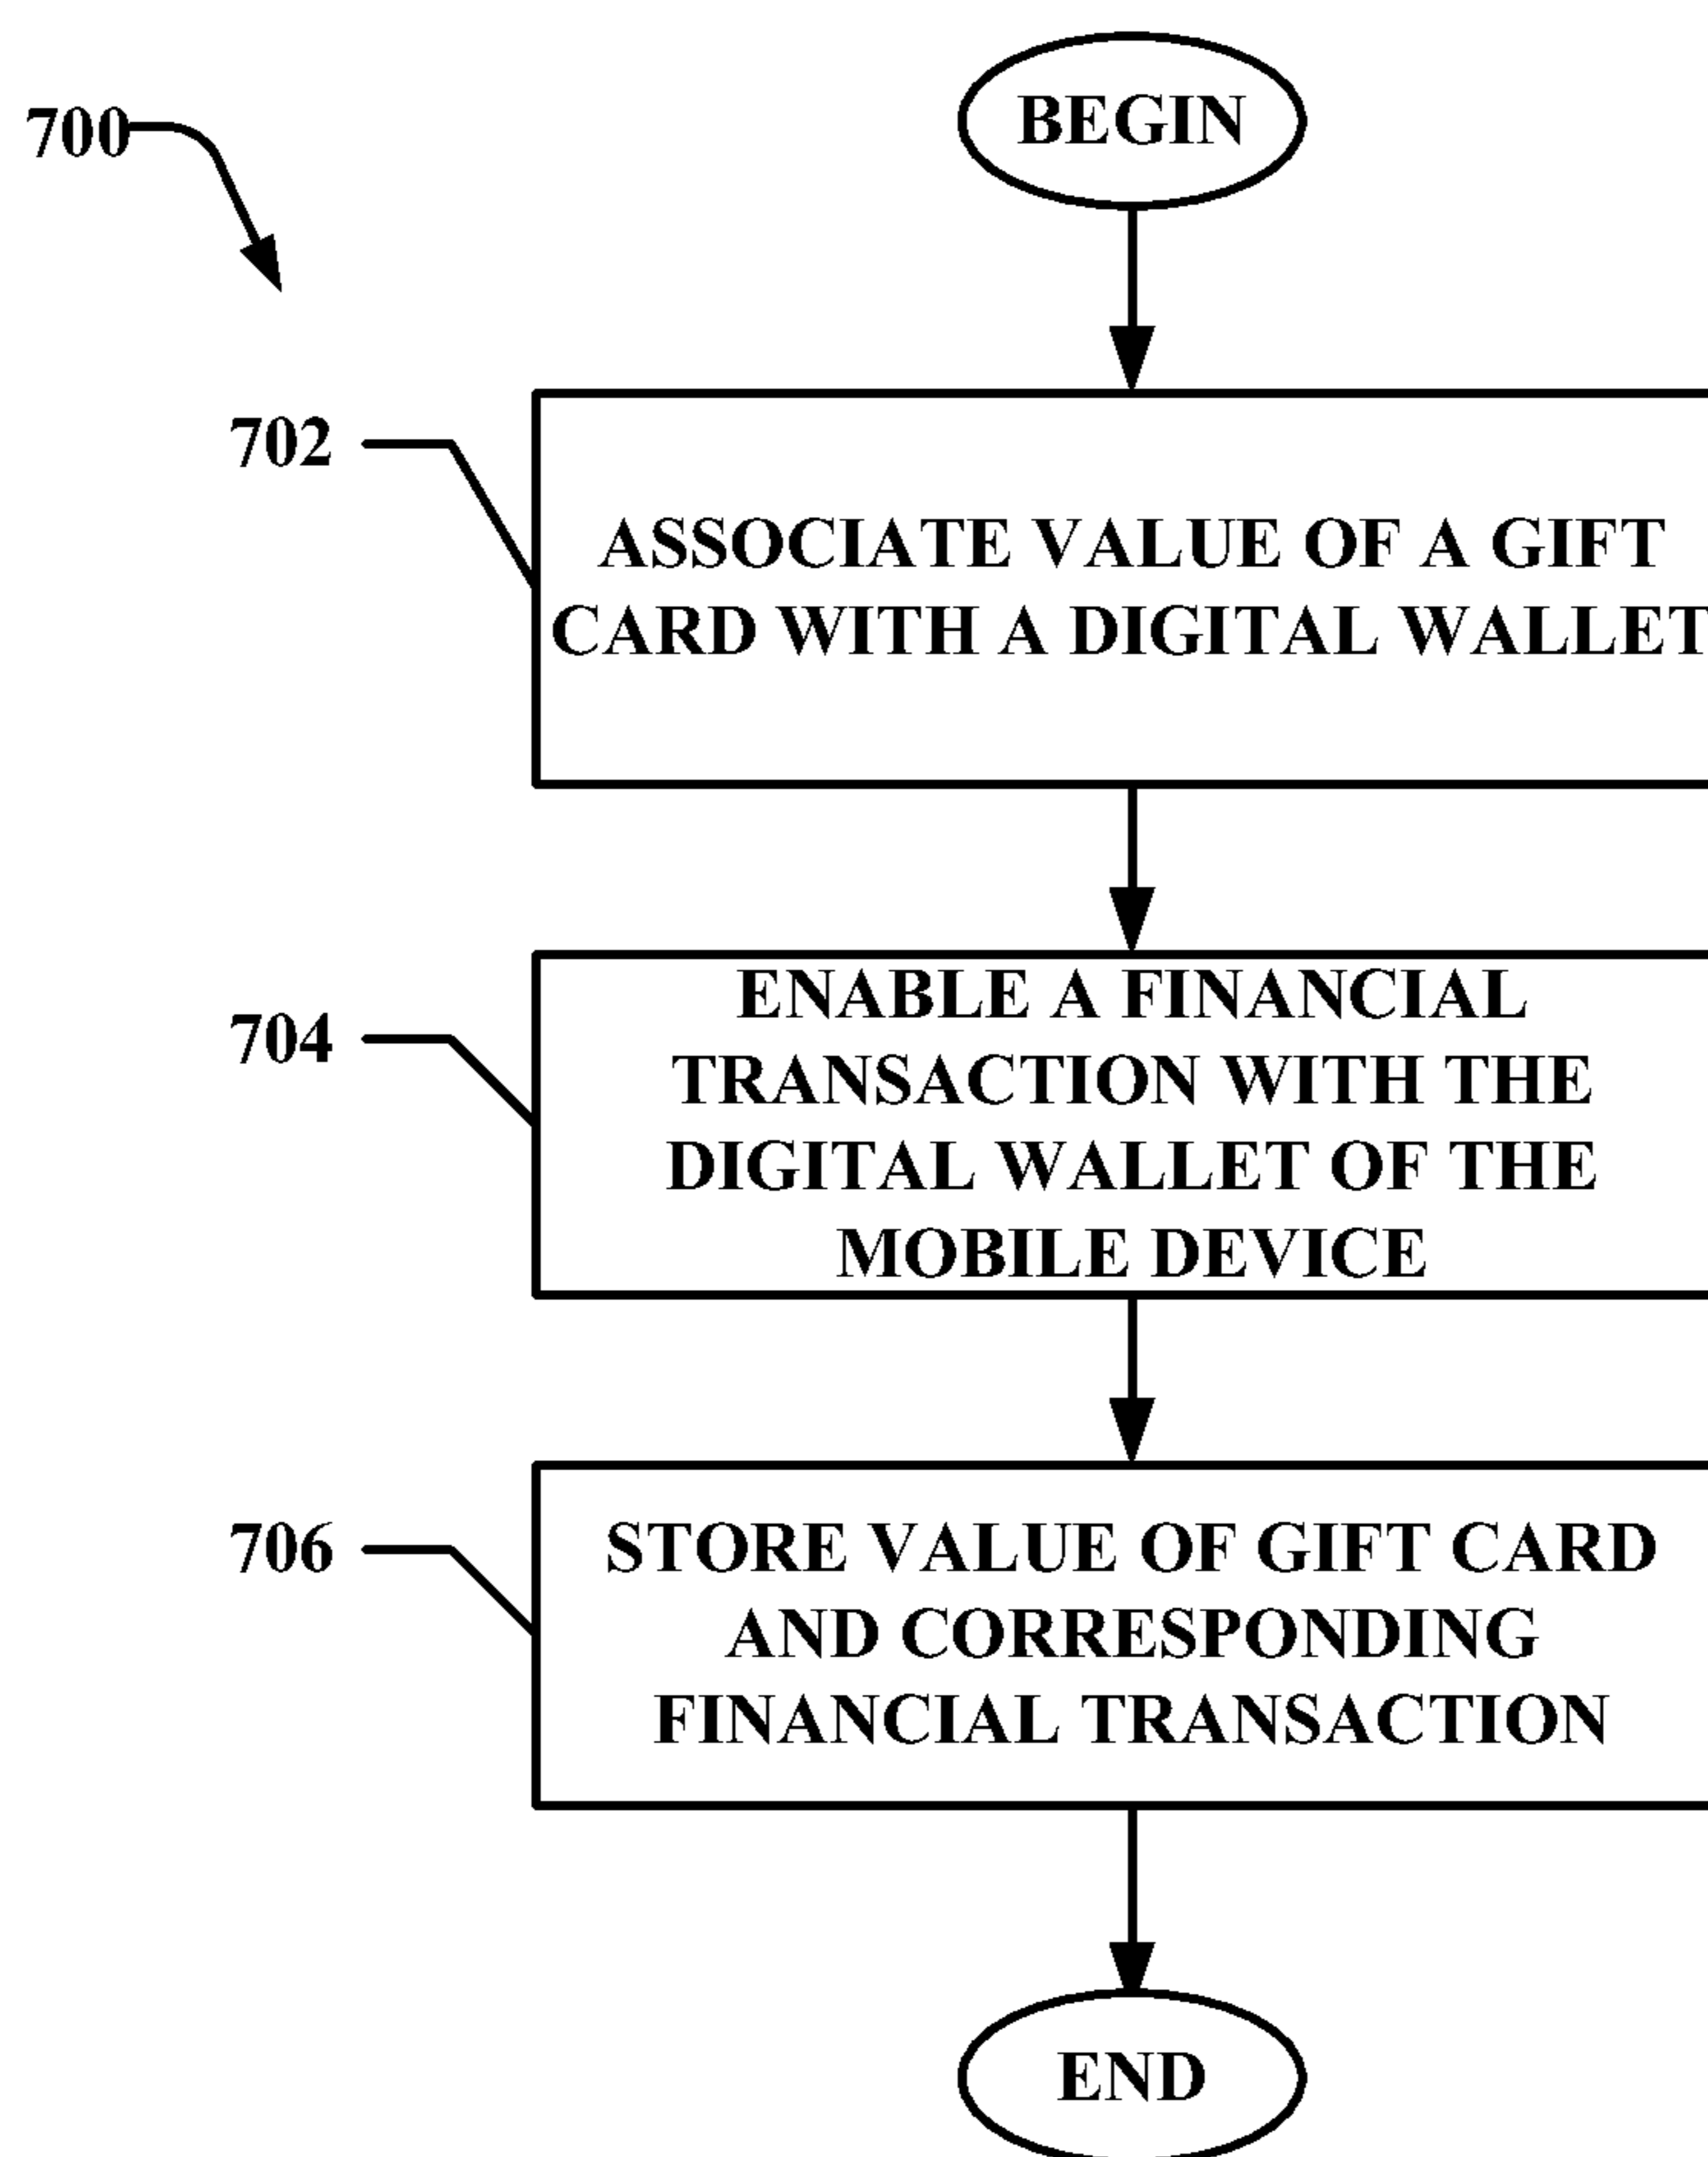 BEGIN
700
702
ASSOCIATE VALUE OF A GIFT
CARD WITH A DIGITAL WALLET
704
ENABLE A FINANCIAL
TRANSACTION WITH THE
DIGITAL WALLET OF THE
MOBILE DEVICE
706
STORE VALUE OF GIFT CARD
AND CORRESPONDING
FINANCIAL TRANSACTION
END